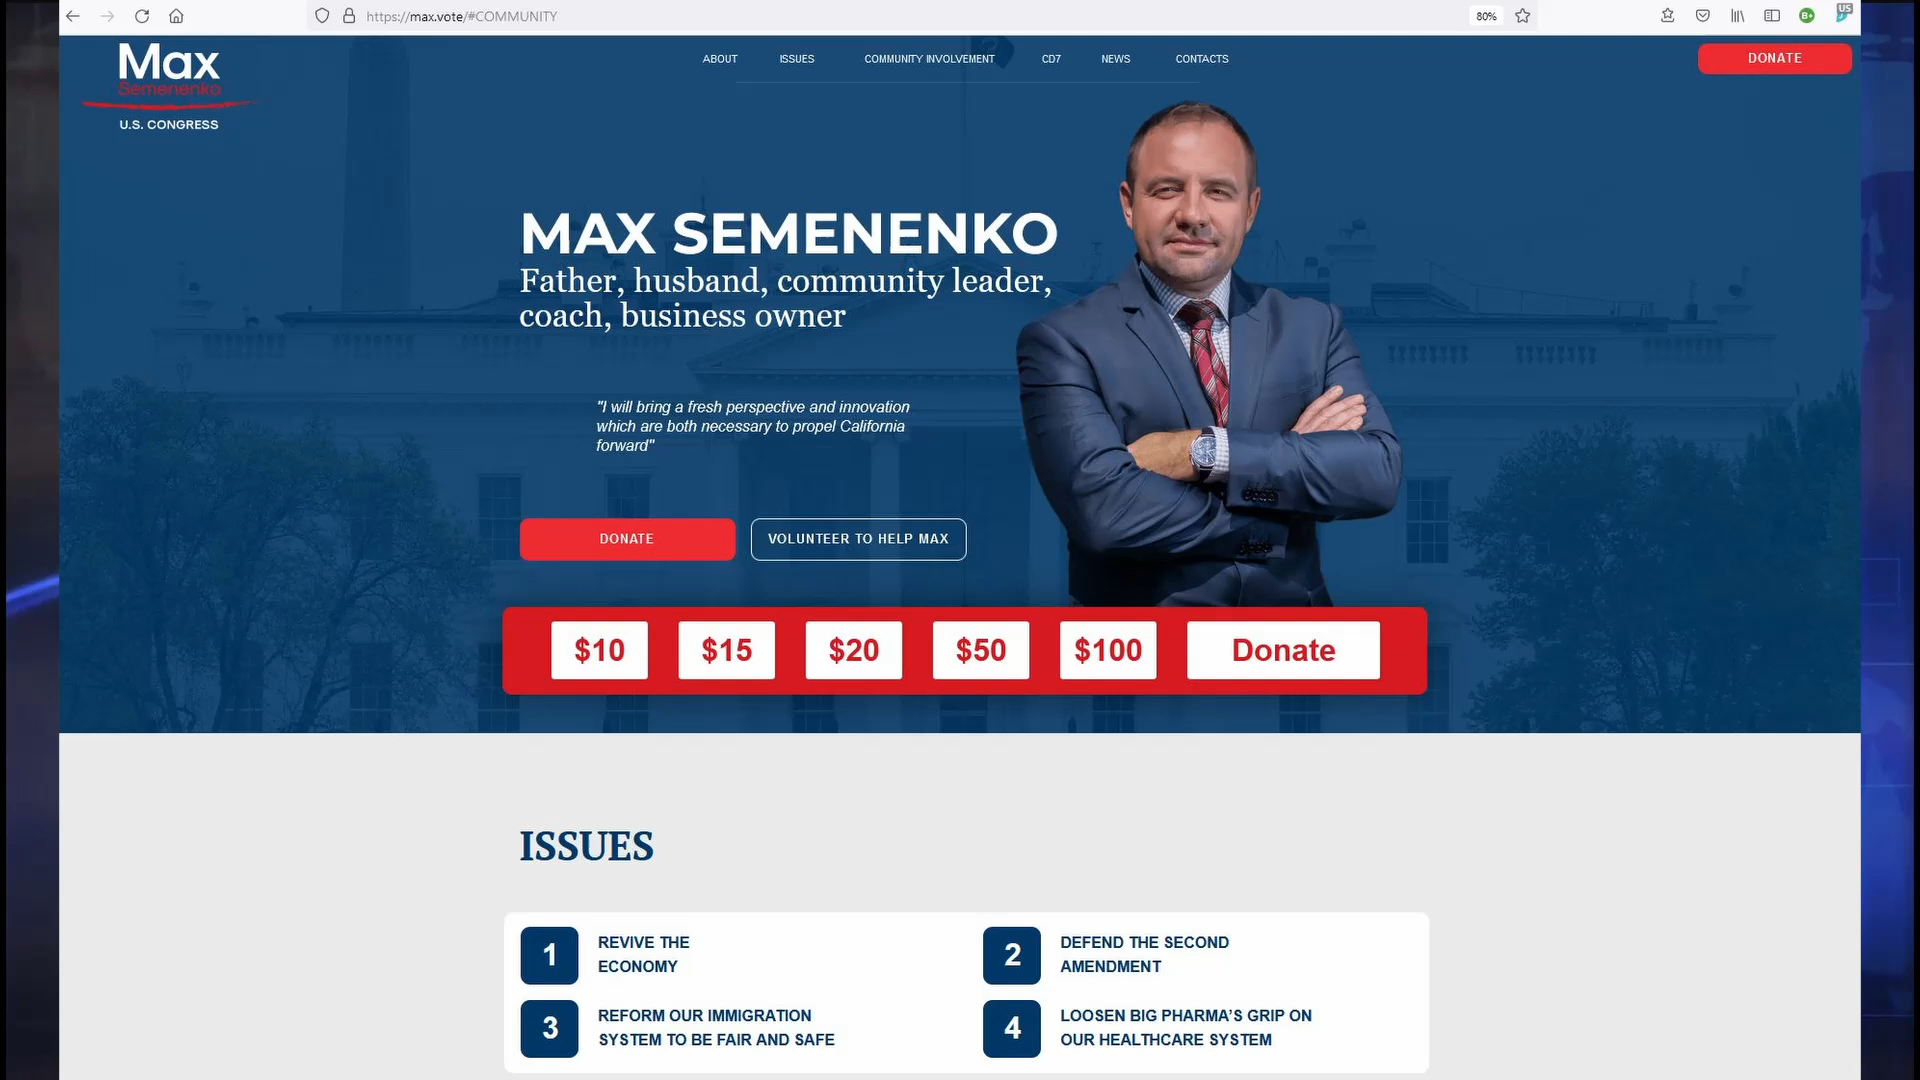 https://max.vote/#COMMUNITY
80%
US
B+
Max
Semenenko
U.S. CONGRESS
ABOUT
ISSUES
COMMUNITY INVOLVEMENT
CD7
NEWS
CONTACTS
DONATE
MAX SEMENENKO
Father, husband, community leader,
coach, business owner
"I will bring a fresh perspective and innovation
which are both necessary to propel California
forward"
DONATE
VOLUNTEER TO HELP MAX
$10
$15
$20
$50
$100
Donate
ISSUES
1
REVIVE THE
ECONOMY
2
DEFEND THE SECOND
AMENDMENT
3
REFORM OUR IMMIGRATION
SYSTEM TO BE FAIR AND SAFE
4
LOOSEN BIG PHARMA’S GRIP ON
OUR HEALTHCARE SYSTEM